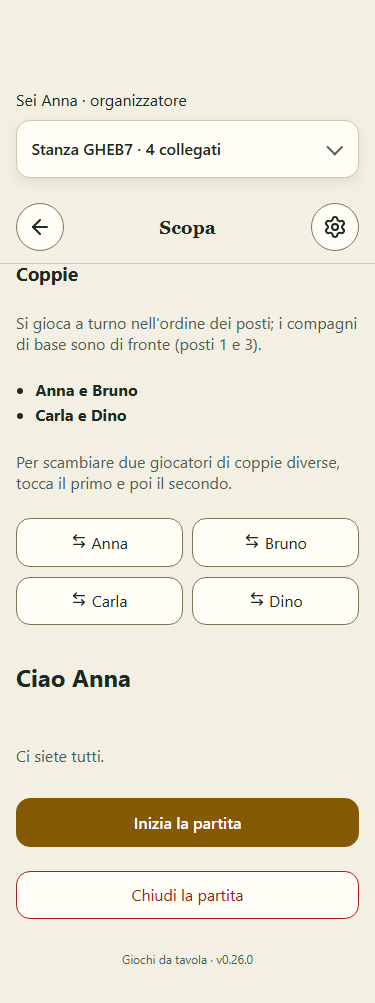 Sei Anna · organizzatore
Stanza GHEB7 · 4 collegati
Scopa
Coppie
Si gioca a turno nell'ordine dei posti; i compagni
di base sono di fronte (posti 1 e 3).
• Anna e Bruno
• Carla e Dino
Per scambiare due giocatori di coppie diverse,
tocca il primo e poi il secondo.
Anna
Bruno
Carla
Dino
Ciao Anna
Ci siete tutti.
Inizia la partita
Chiudi la partita
Giochi da tavola · v0.26.0